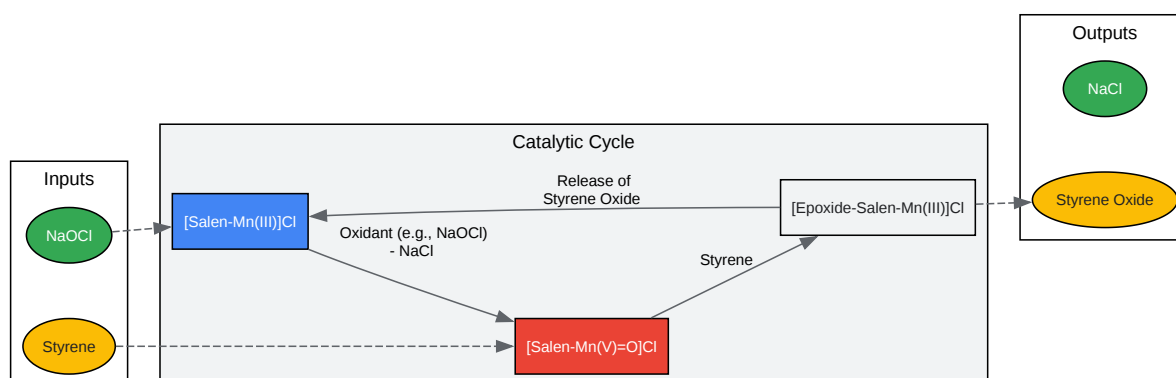 Outputs
NaCl
Styrene Oxide
Catalytic Cycle
Inputs
NaOCl
Styrene
[Salen-Mn(III)]Cl
Release of
Styrene Oxide
[Epoxide-Salen-Mn(III)]Cl
Oxidant (e.g., NaOCl)
- NaCl
Styrene
[Salen-Mn(V)=O]Cl